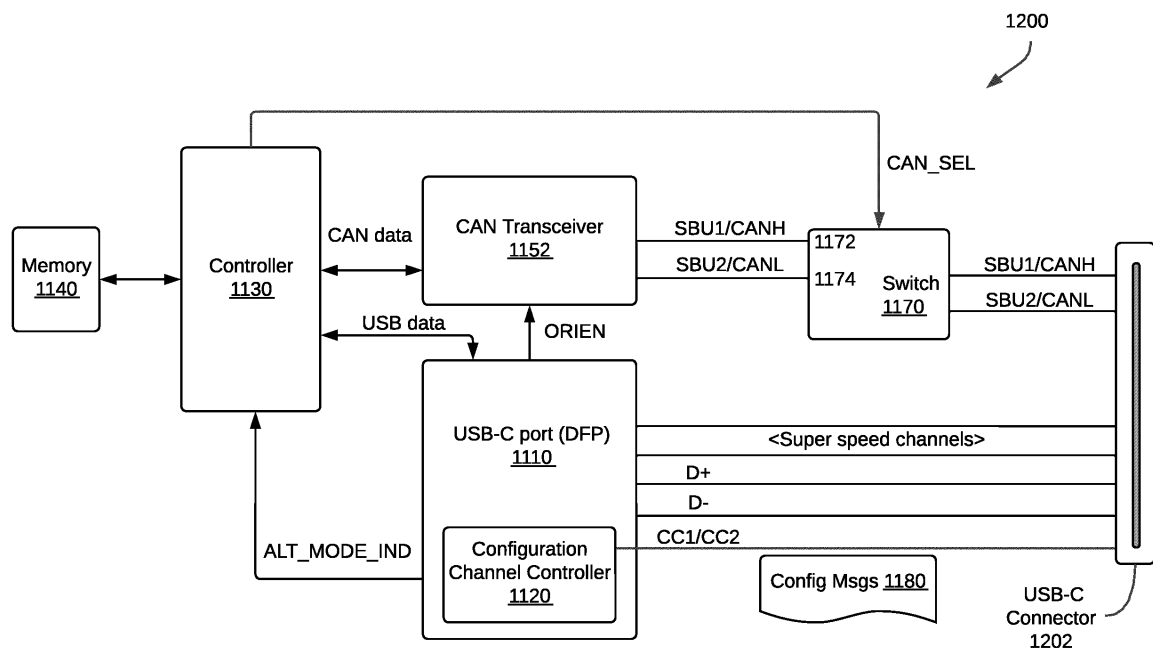 1200
CAN_SEL
Memory
1140
Controller
1130
CAN data
CAN Transceiver
1152
SBU1/CANH
SBU2/CANL
1172
1174
Switch
1170
SBU1/CANH
SBU2/CANL
USB data
ORIEN
USB-C port (DFP)
1110
<Super speed channels>
D+
D-
CC1/CC2
ALT_MODE_IND
Configuration
Channel Controller
1120
Config Msgs 1180
USB-C
Connector
1202